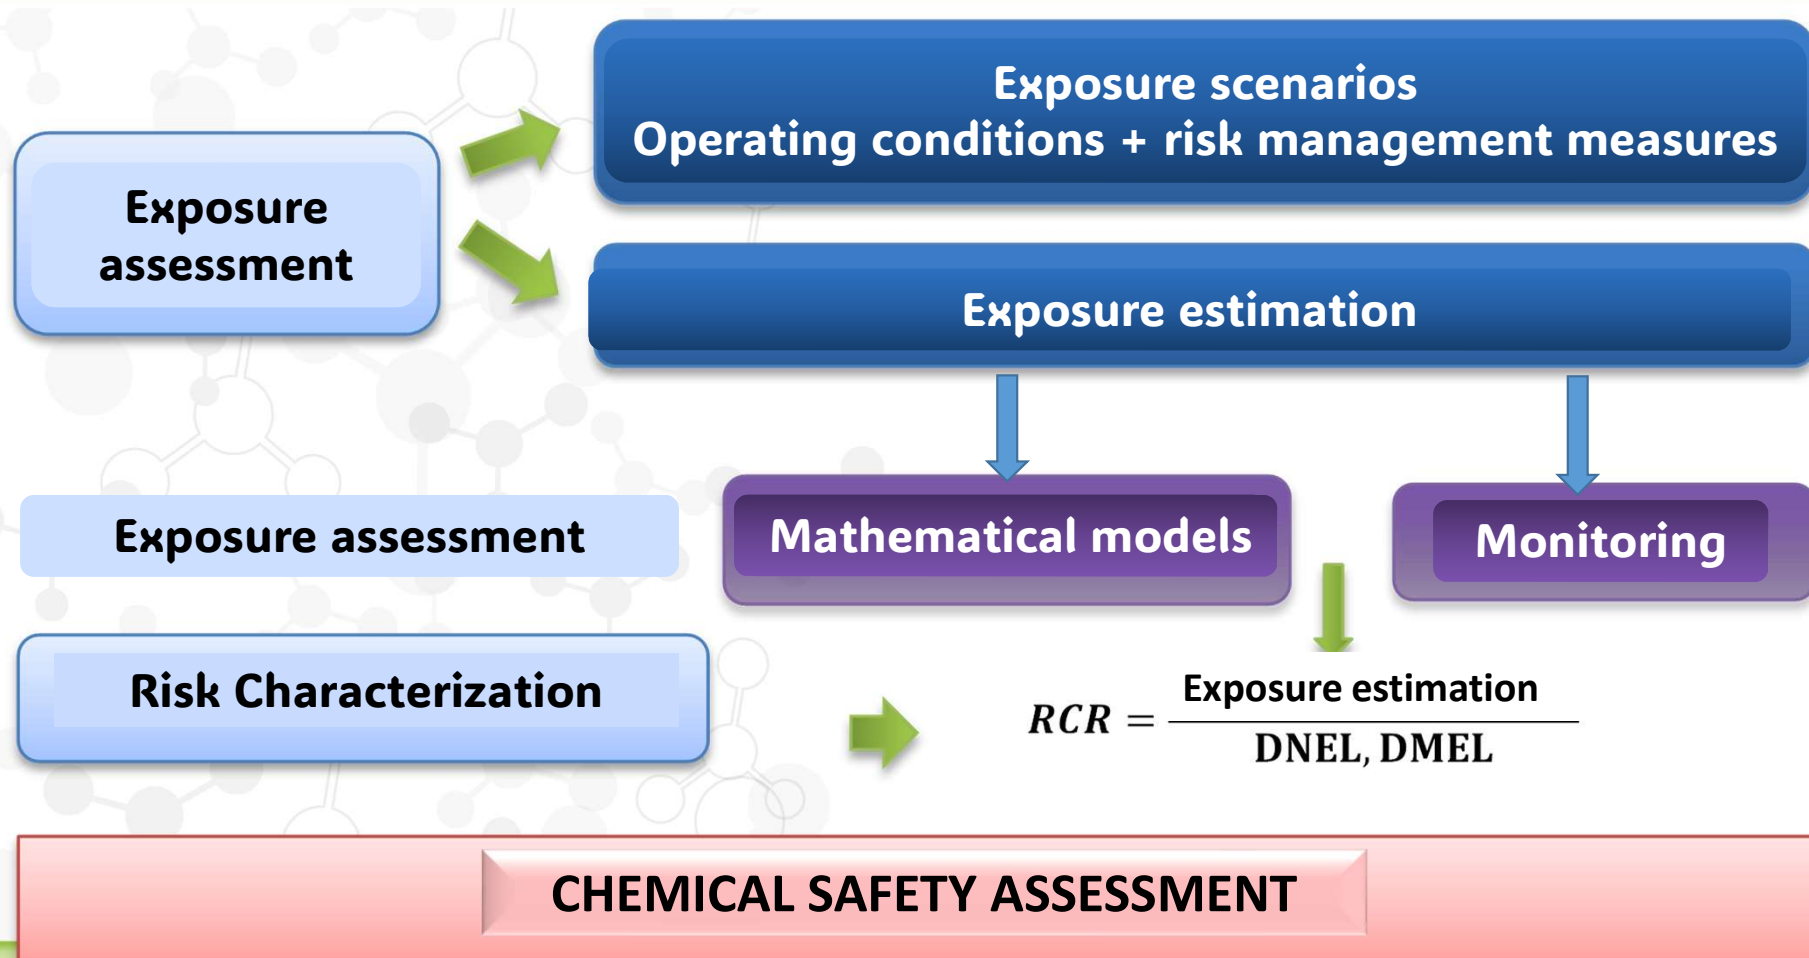 Exposure scenarios
Operating conditions + risk management measures
Exposure
assessment
Exposure estimation
Exposure assessment
Mathematical models
Monitoring
Risk Characterization
RCR = Exposure estimation
DNEL, DMEL
CHEMICAL SAFETY ASSESSMENT